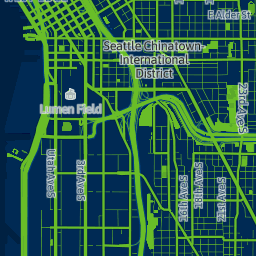 E Alder St
Seattle Chinatown-
International
District
Lumen Field
23rd Ave S
Utah Ave S
3rd Ave S
16th Ave S
18th Ave S
21st Ave S